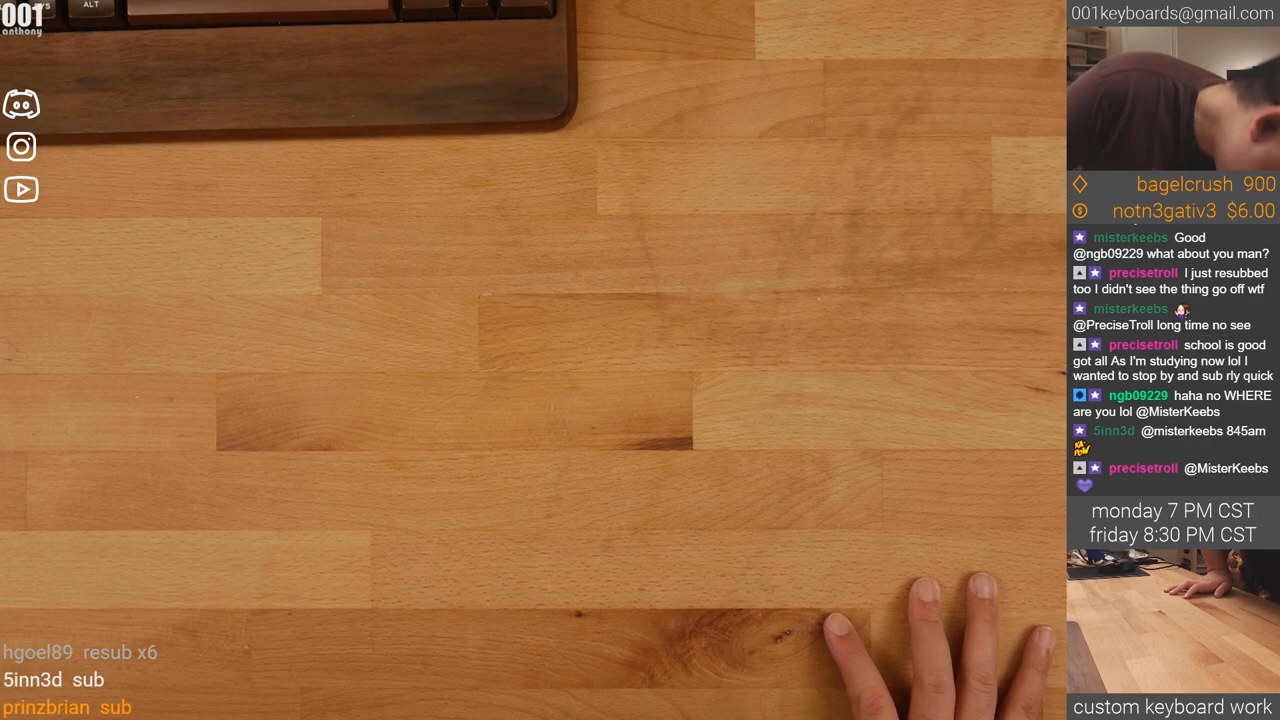 001
anthony
ALT
001keyboards@gmail.com
bagelcrush 900
notn3gativ3 $6.00
misterkeebs Good
@ngb09229 what about you man?
precisetroll I just resubbed
too I didn't see the thing go off wtf
misterkeebs
@PreciseTroll long time no see
precisetroll school is good
got all As I'm studying now lol I
wanted to stop by and sub rly quick
ngb09229 haha no WHERE
are you lol @MisterKeebs
5inn3d @misterkeebs 845am
KA-
POW
precisetroll @MisterKeebs
monday 7 PM CST
friday 8:30 PM CST
hgoel89 resub x6
5inn3d sub
prinzbrian sub
custom keyboard work